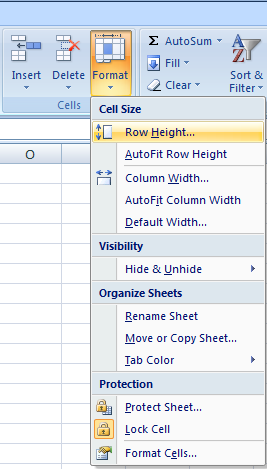 Insert Delete Format
Σ AutoSum
Fill
Clear
Sort &
Filter
Cells
Cell Size
Row Height...
AutoFit Row Height
Column Width...
AutoFit Column Width
Default Width...
Visibility
Hide & Unhide
Organize Sheets
Rename Sheet
Move or Copy Sheet...
Tab Color
Protection
Protect Sheet...
Lock Cell
Format Cells...
O